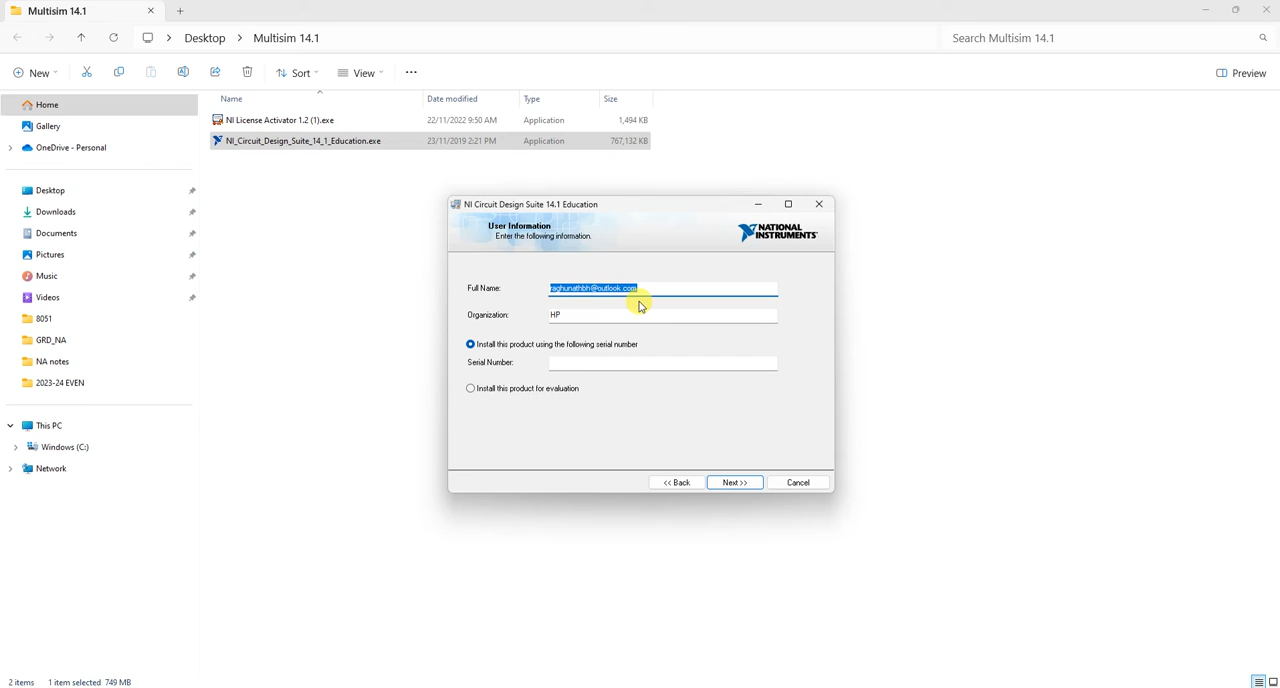 Multisim 14.1
Desktop > Multisim 14.1
Search Multisim 14.1
New
Sort
View
Preview
Home
Gallery
OneDrive - Personal
Desktop
Downloads
Documents
Pictures
Music
Videos
8051
GRD_NA
NA notes
2023-24 EVEN
This PC
Windows (C:)
Network
Name Date modified Type Size
NI License Activator 1.2 (1).exe 22/11/2022 9:50 AM Application 1,494 KB
NI_Circuit_Design_Suite_14_1_Education.exe 23/11/2019 2:21 PM Application 767,132 KB
NI Circuit Design Suite 14.1 Education
User Information
Enter the following information.
NATIONAL
INSTRUMENTS
Full Name: raghunathbh@outlook.com
Organization: HP
Install this product using the following serial number
Serial Number:
Install this product for evaluation
<< Back Next >> Cancel
2 items 1 item selected 749 MB